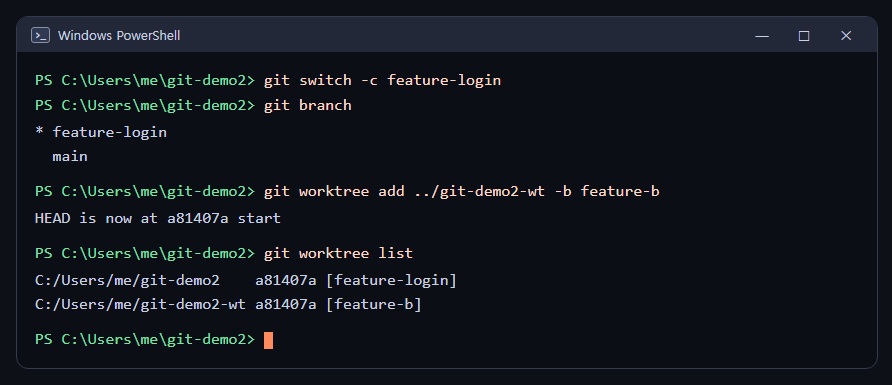 Windows PowerShell
PS C:\Users\me\git-demo2> git switch -c feature-login
PS C:\Users\me\git-demo2> git branch
* feature-login
  main
PS C:\Users\me\git-demo2> git worktree add ../git-demo2-wt -b feature-b
HEAD is now at a81407a start
PS C:\Users\me\git-demo2> git worktree list
C:/Users/me/git-demo2    a81407a [feature-login]
C:/Users/me/git-demo2-wt a81407a [feature-b]
PS C:\Users\me\git-demo2>